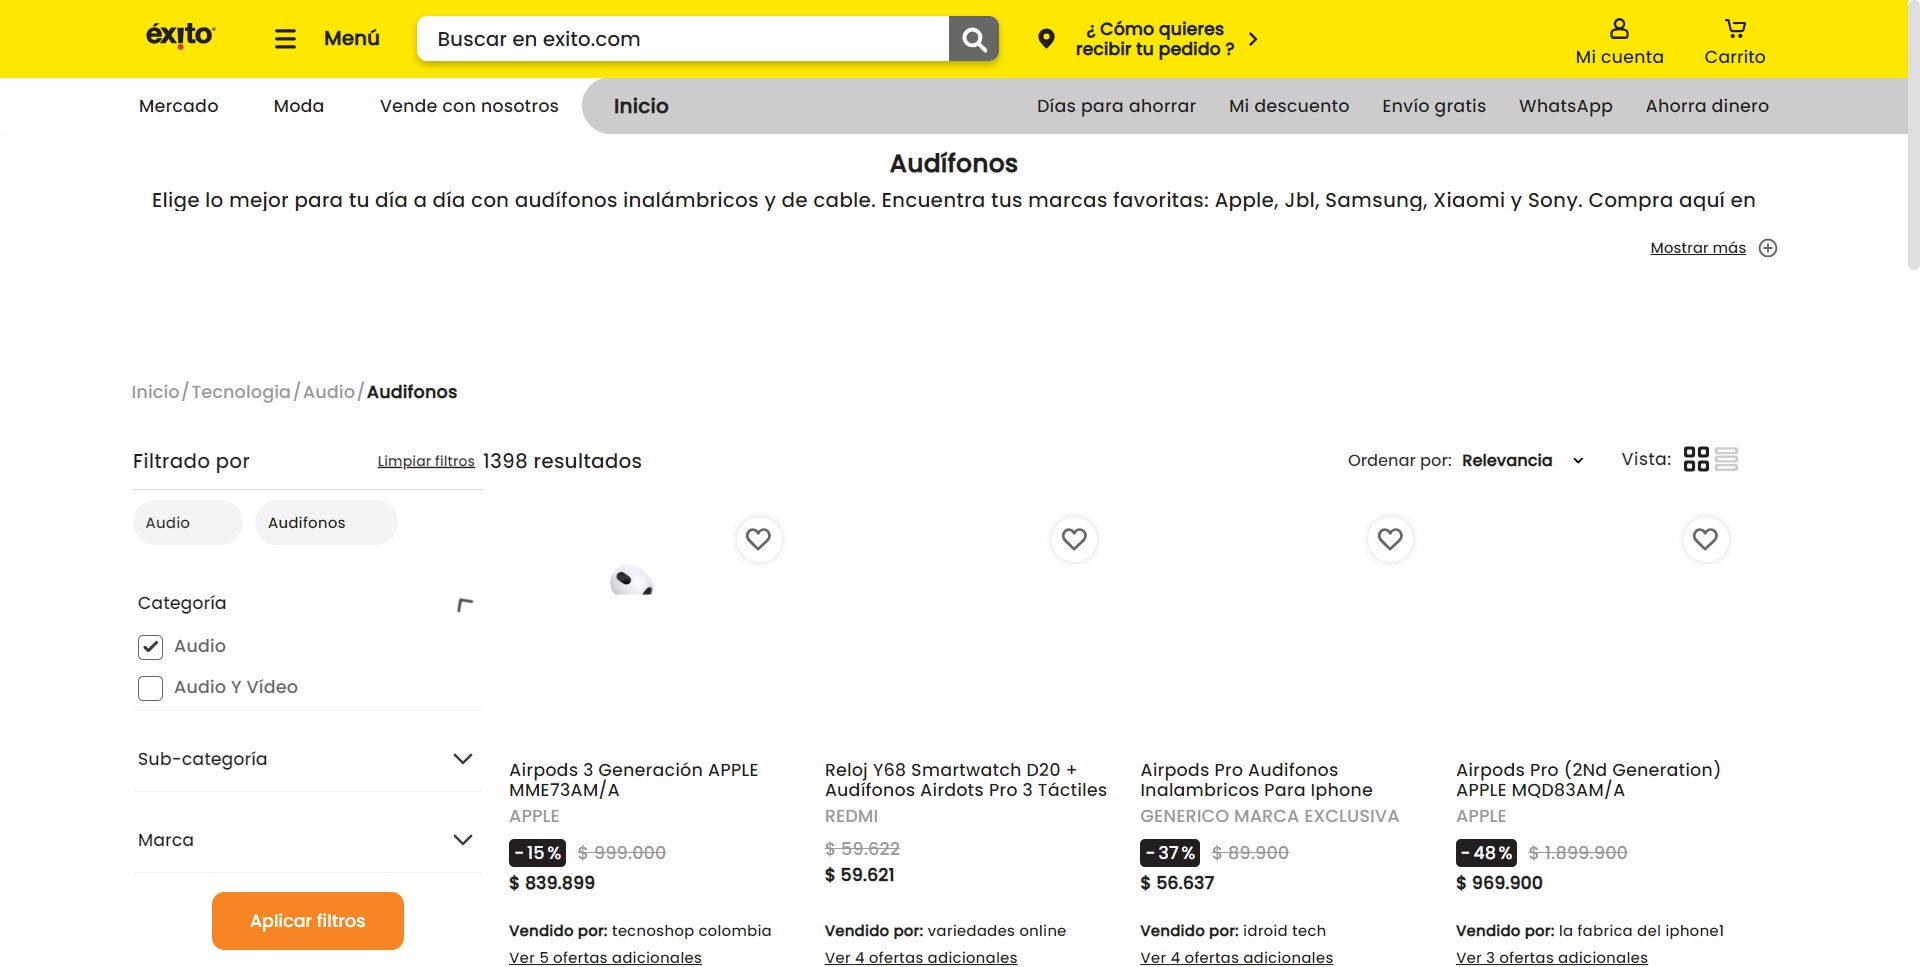 éxito
Menú
Buscar en exito.com
¿ Cómo quieres
recibir tu pedido ?
Mi cuenta
Carrito
Mercado
Moda
Vende con nosotros
Inicio
Días para ahorrar
Mi descuento
Envío gratis
WhatsApp
Ahorra dinero
Audífonos
Elige lo mejor para tu día a día con audífonos inalámbricos y de cable. Encuentra tus marcas favoritas: Apple, Jbl, Samsung, Xiaomi y Sony. Compra aquí en
Mostrar más
Inicio/Tecnologia/Audio/Audifonos
Filtrado por
Limpiar filtros
1398 resultados
Ordenar por: Relevancia
Vista:
Audio
Audifonos
Categoría
Audio
Audio Y Vídeo
Sub-categoría
Marca
Aplicar filtros
Airpods 3 Generación APPLE
MME73AM/A
APPLE
-15% $ 999.000
$ 839.899
Vendido por: tecnoshop colombia
Ver 5 ofertas adicionales
Reloj Y68 Smartwatch D20 +
Audífonos Airdots Pro 3 Táctiles
REDMI
$ 59.622
$ 59.621
Vendido por: variedades online
Ver 4 ofertas adicionales
Airpods Pro Audifonos
Inalambricos Para Iphone
GENERICO MARCA EXCLUSIVA
-37% $ 89.900
$ 56.637
Vendido por: idroid tech
Ver 4 ofertas adicionales
Airpods Pro (2Nd Generation)
APPLE MQD83AM/A
APPLE
-48% $ 1.899.900
$ 969.900
Vendido por: la fabrica del iphone1
Ver 3 ofertas adicionales